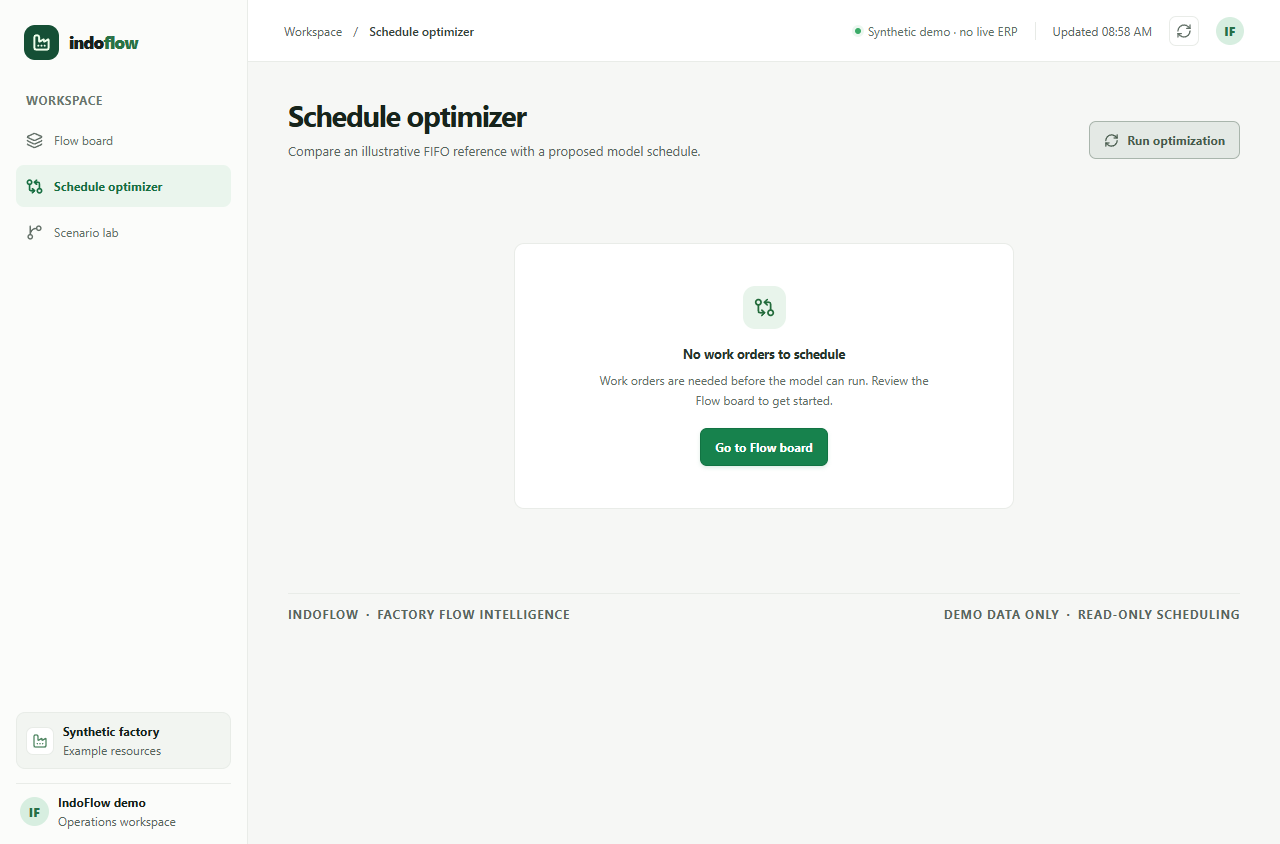 indoflow
WORKSPACE
Flow board
Schedule optimizer
Scenario lab
Synthetic factory
Example resources
IF
IndoFlow demo
Operations workspace
Workspace / Schedule optimizer
Synthetic demo · no live ERP
Updated 08:58 AM
IF
Schedule optimizer
Compare an illustrative FIFO reference with a proposed model schedule.
Run optimization
No work orders to schedule
Work orders are needed before the model can run. Review the
Flow board to get started.
Go to Flow board
INDOFLOW · FACTORY FLOW INTELLIGENCE
DEMO DATA ONLY · READ-ONLY SCHEDULING